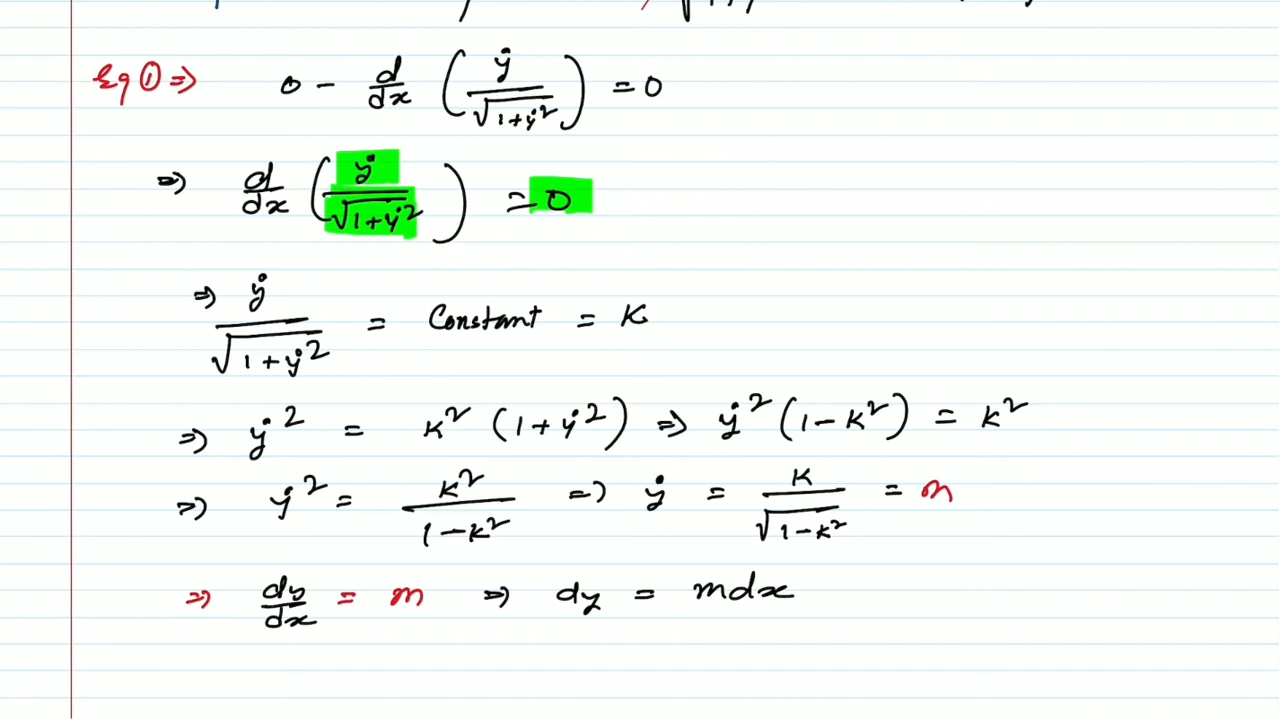 Eq ① ⇒ 0 - d/dx (ẏ/√(1+ẏ²)) = 0
⇒ d/dx (ẏ/√(1+ẏ²)) = 0
⇒ ẏ/√(1+ẏ²) = Constant = K
⇒ ẏ² = K² (1+ẏ²) ⇒ ẏ² (1-K²) = K²
⇒ ẏ² = K²/(1-K²) ⇒ ẏ = K/√(1-K²) = m
⇒ dy/dx = m ⇒ dy = mdx